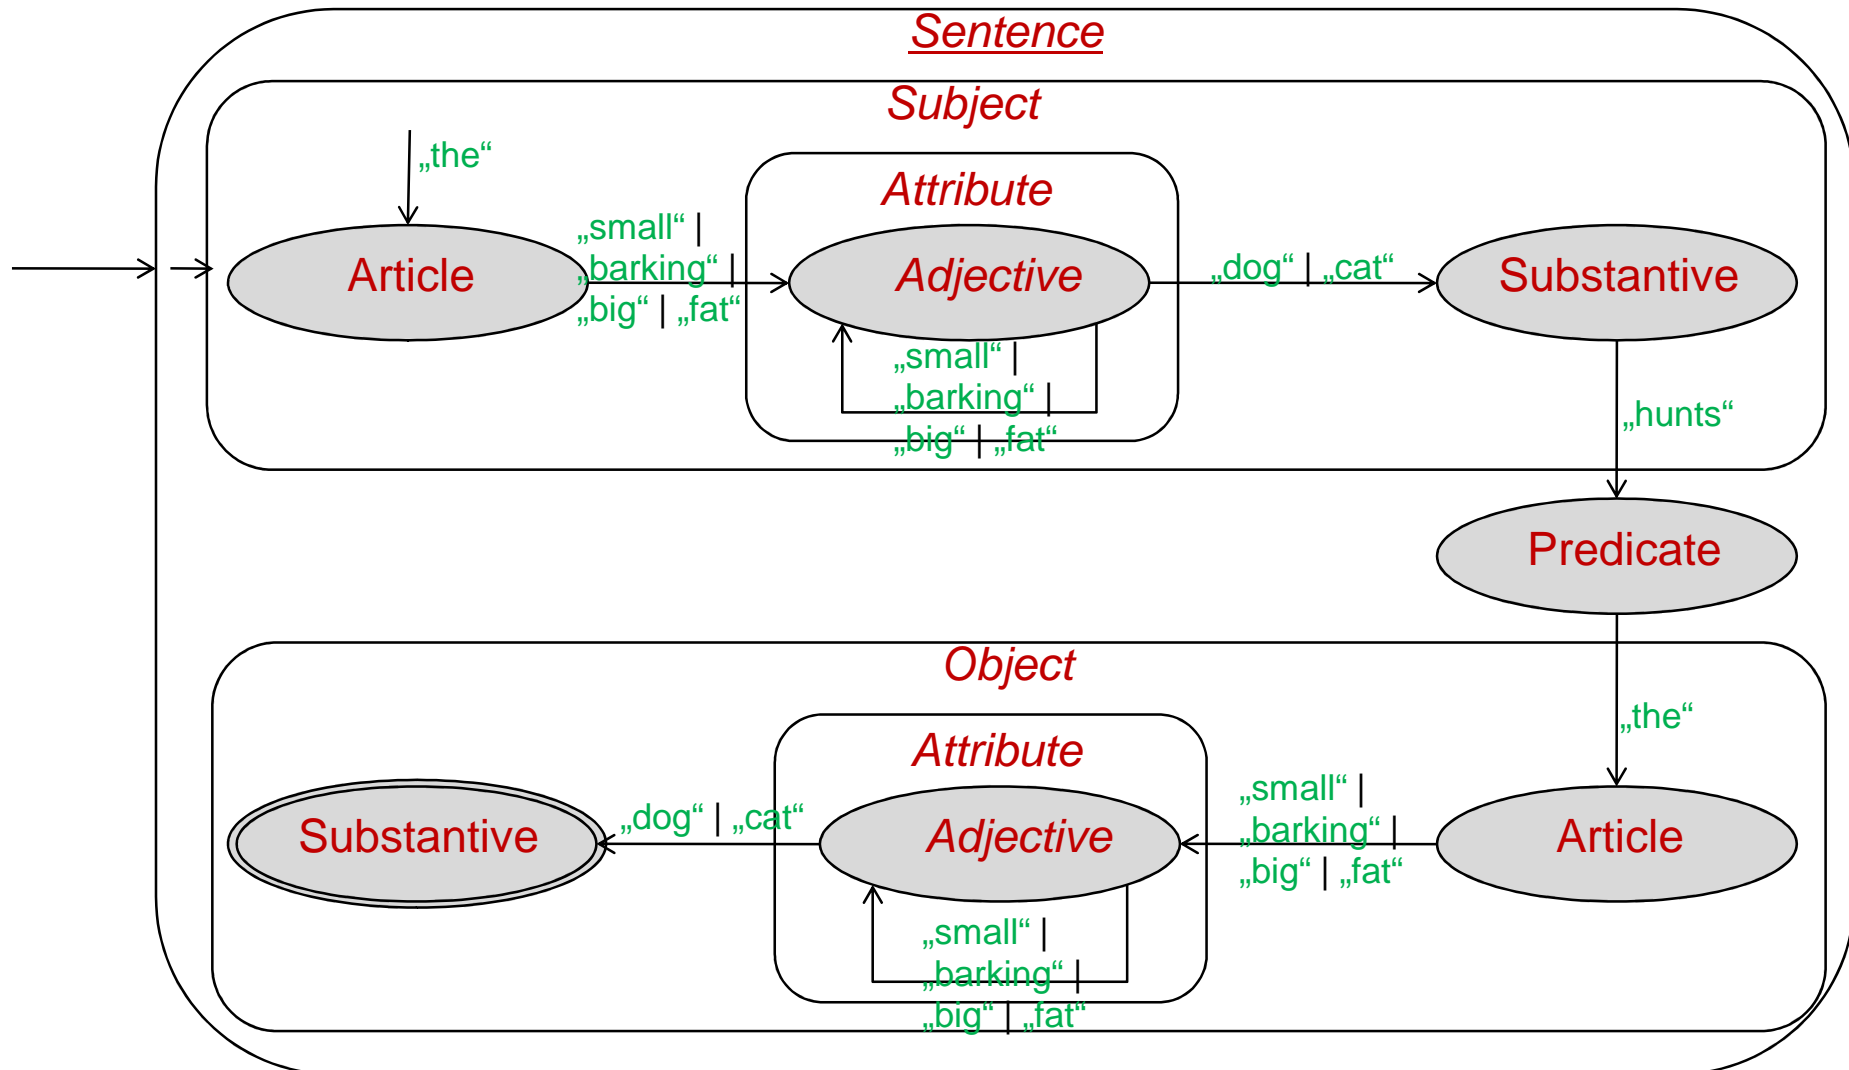 Sentence
Subject
„the“
Attribute
Article
„small“ |
„barking“ |
„big“ | „fat“
Adjective
„small“ |
„barking“ |
„big“ | „fat“
„dog“ | „cat“
Substantive
„hunts“
Predicate
„the“
Object
Attribute
Substantive
„dog“ | „cat“
Adjective
„small“ |
„barking“ |
„big“ | „fat“
„small“ |
„barking“ |
„big“ | „fat“
Article